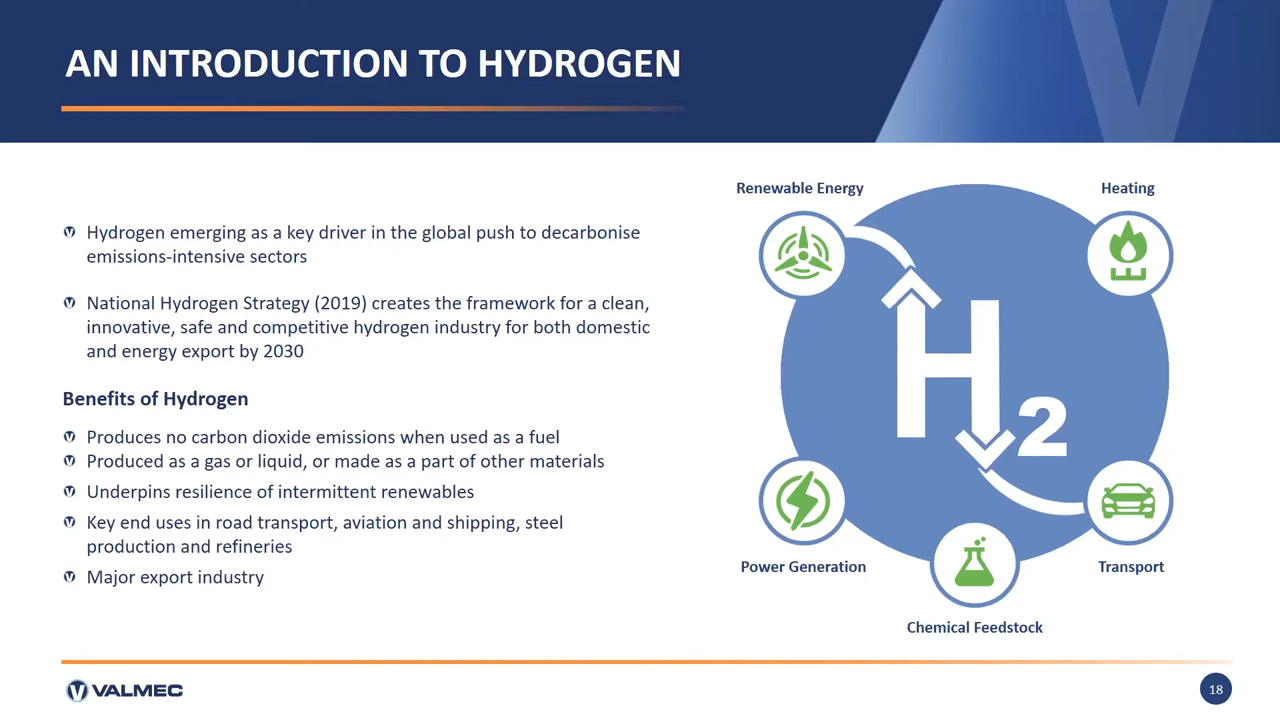 AN INTRODUCTION TO HYDROGEN
Hydrogen emerging as a key driver in the global push to decarbonise
emissions-intensive sectors
National Hydrogen Strategy (2019) creates the framework for a clean,
innovative, safe and competitive hydrogen industry for both domestic
and energy export by 2030
Benefits of Hydrogen
Produces no carbon dioxide emissions when used as a fuel
Produced as a gas or liquid, or made as a part of other materials
Underpins resilience of intermittent renewables
Key end uses in road transport, aviation and shipping, steel
production and refineries
Major export industry
Renewable Energy
Heating
H2
Power Generation
Transport
Chemical Feedstock
VALMEC
18